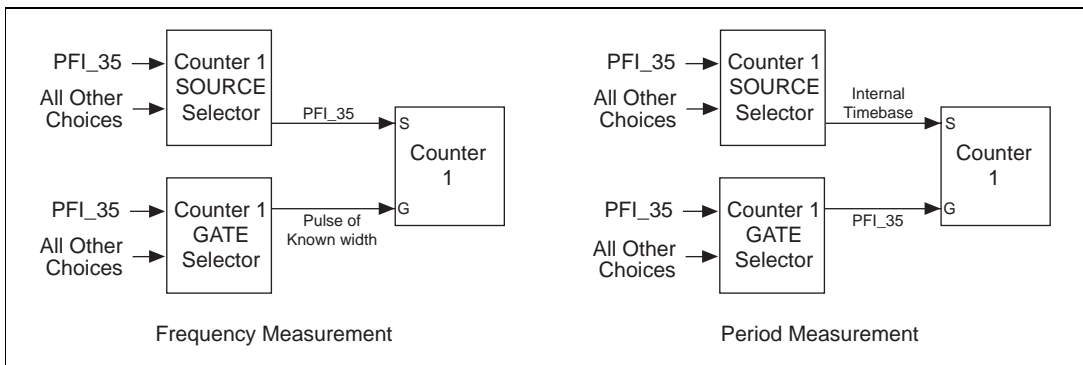 PFI_35
All Other
Choices
Counter 1
SOURCE
Selector
PFI_35
S
Counter
1
G
PFI_35
All Other
Choices
Counter 1
GATE
Selector
Pulse of
Known width
Frequency Measurement
PFI_35
All Other
Choices
Counter 1
SOURCE
Selector
Internal
Timebase
S
Counter
1
G
PFI_35
All Other
Choices
Counter 1
GATE
Selector
PFI_35
Period Measurement